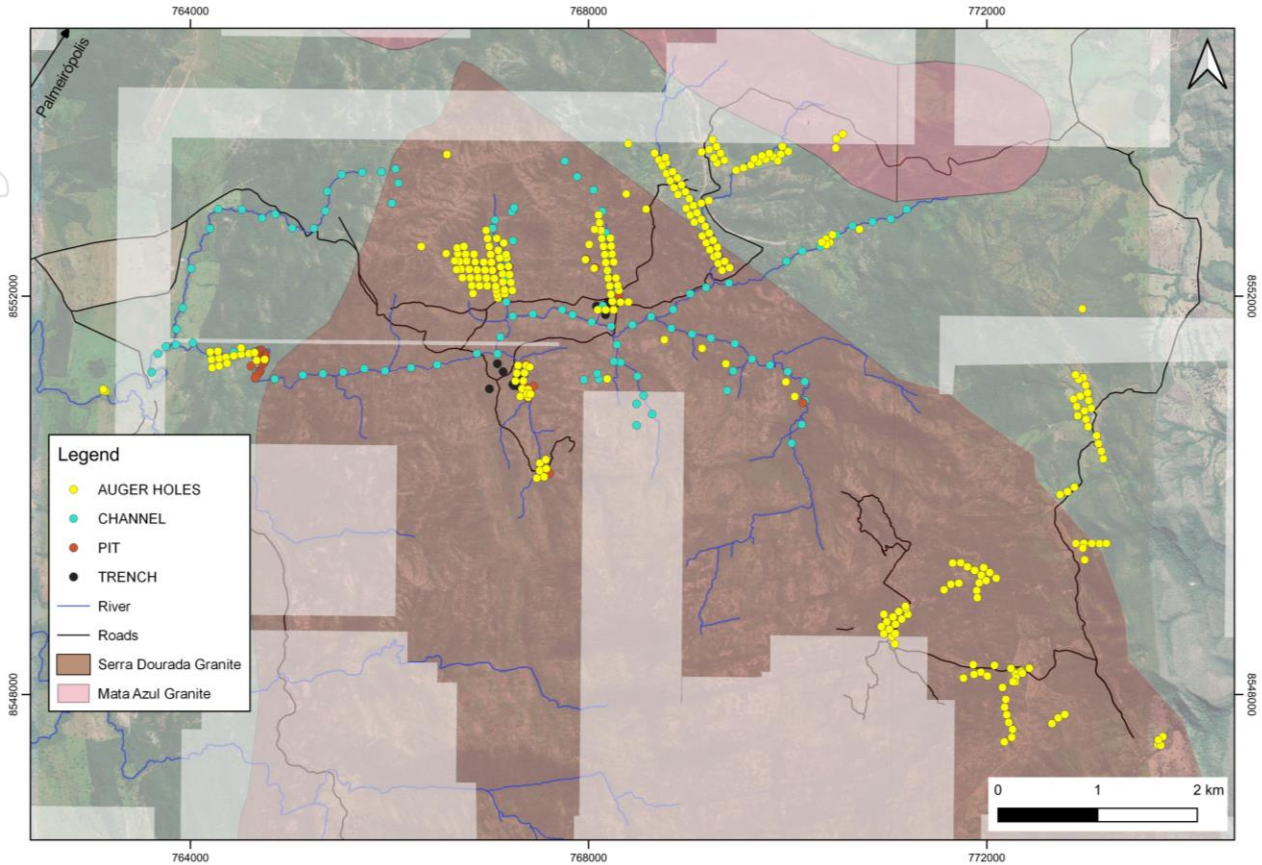 764000
768000
772000
Palmeirópolis
8552000
8552000
Legend
AUGER HOLES
CHANNEL
PIT
TRENCH
River
Roads
Serra Dourada Granite
Mata Azul Granite
8548000
8548000
0 1 2 km
764000
768000
772000